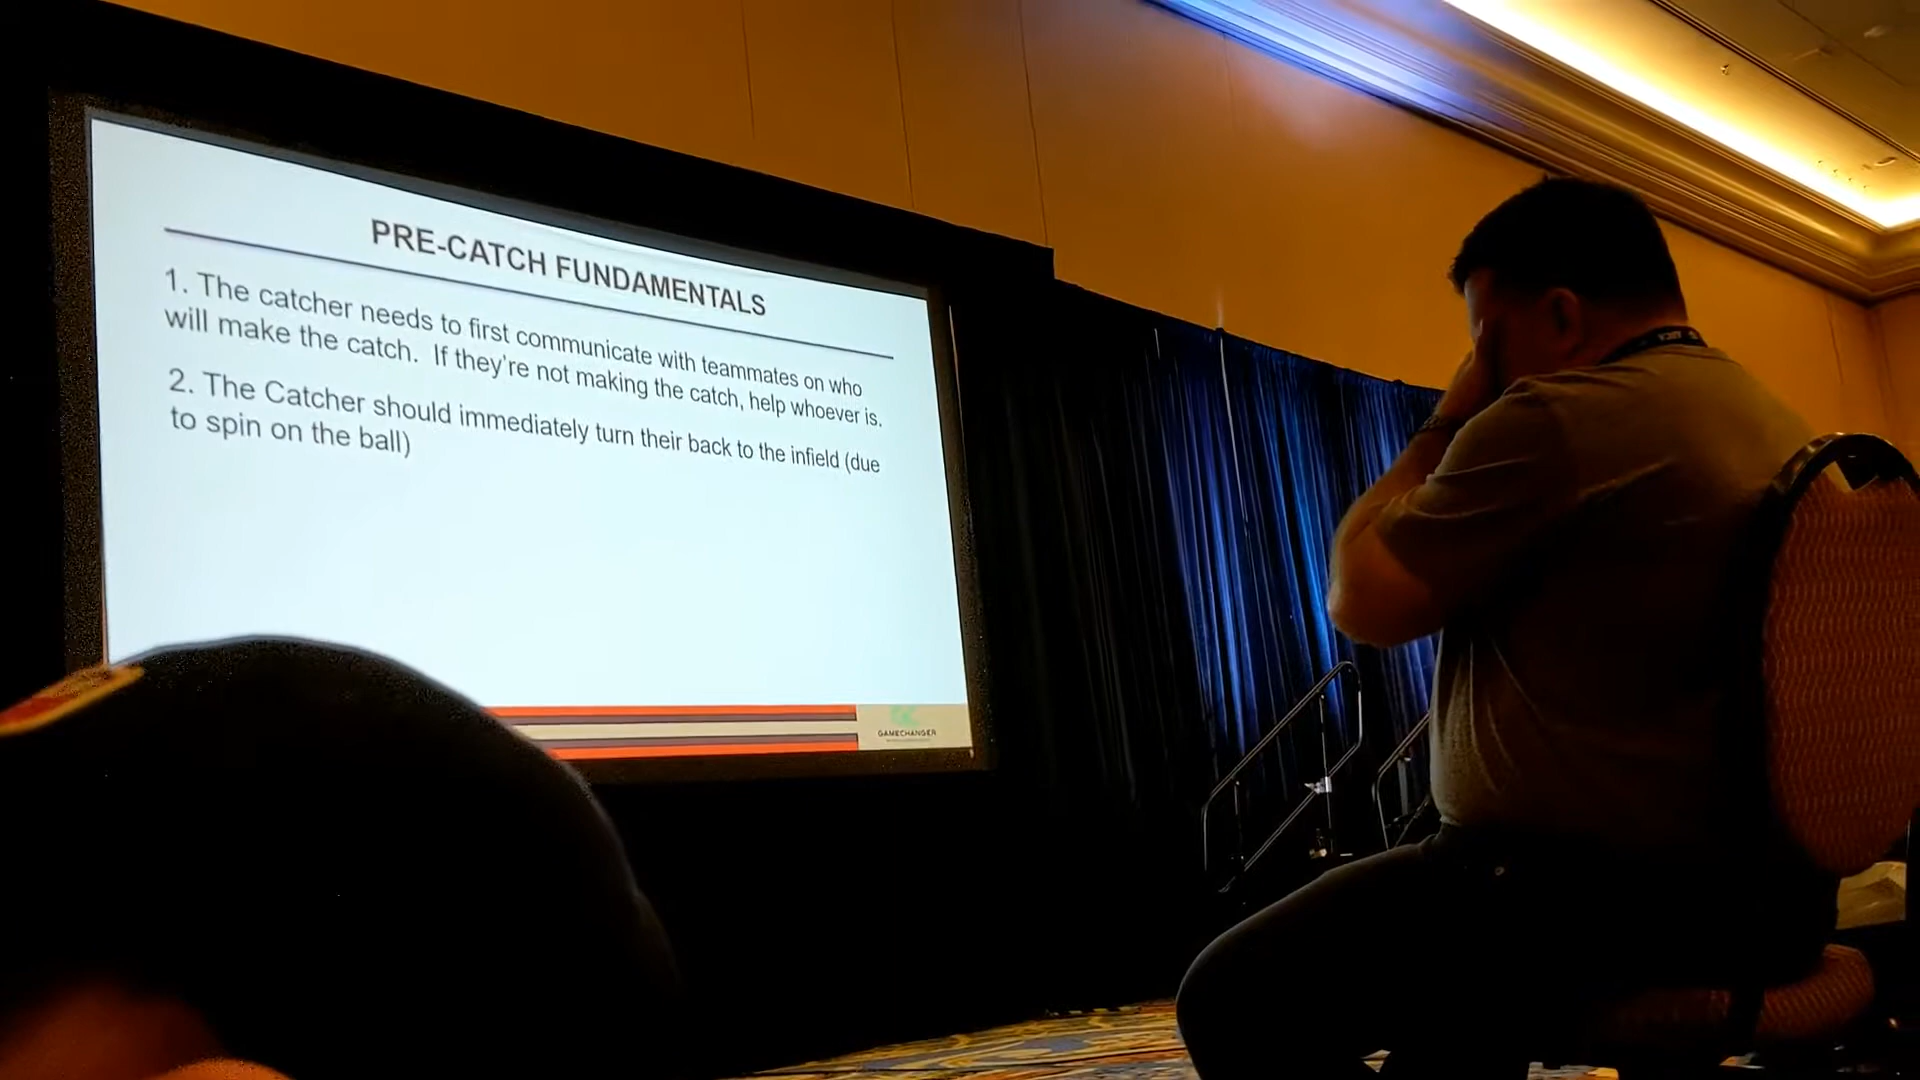 PRE-CATCH FUNDAMENTALS
1. The catcher needs to first communicate with teammates on who
will make the catch. If they're not making the catch, help whoever is.
2. The Catcher should immediately turn their back to the infield (due
to spin on the ball)
GAMECHANGER